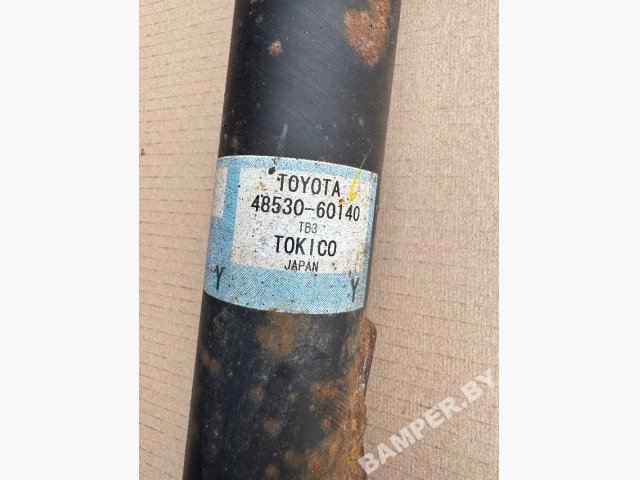 TOYOTA
48530-60140
TB3
TOKICO
JAPAN
Y Y
BAMPER.BY